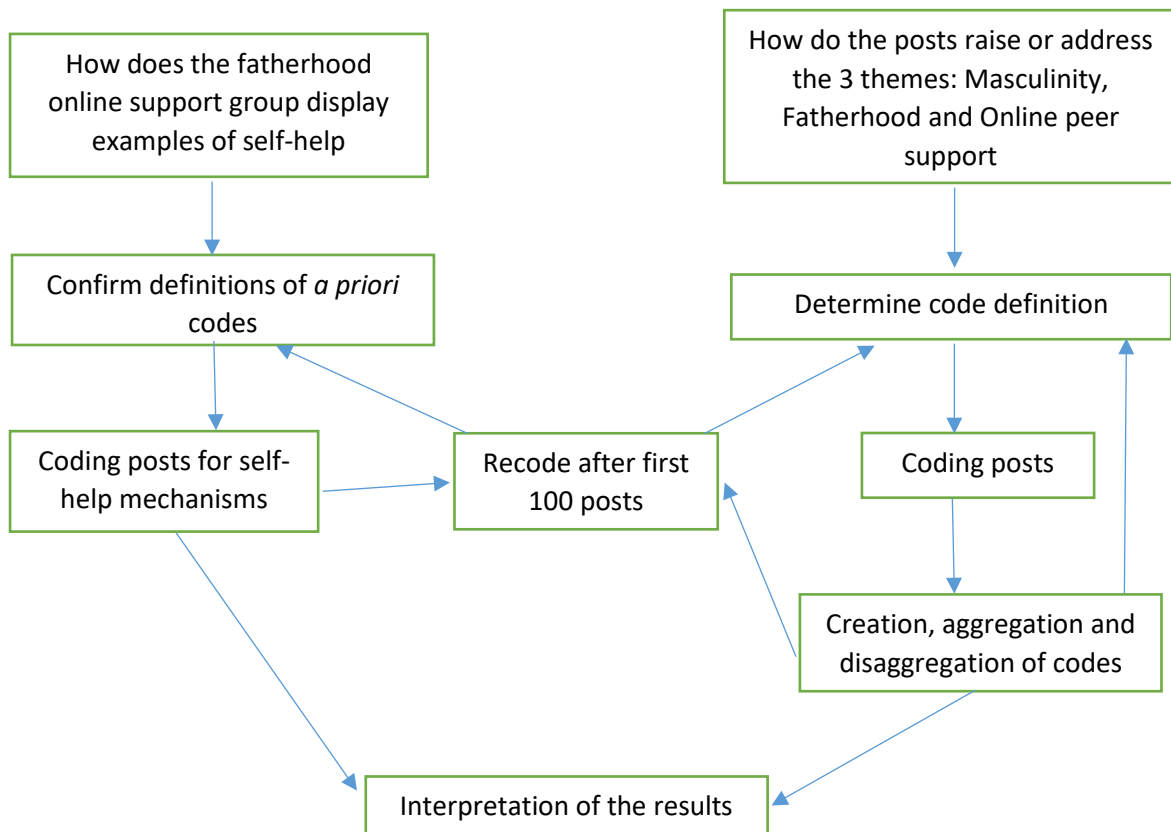 How does the fatherhood
online support group display
examples of self-help
How do the posts raise or address
the 3 themes: Masculinity,
Fatherhood and Online peer
support
Confirm definitions of a priori
codes
Determine code definition
Coding posts for self-
help mechanisms
Recode after first
100 posts
Coding posts
Creation, aggregation and
disaggregation of codes
Interpretation of the results